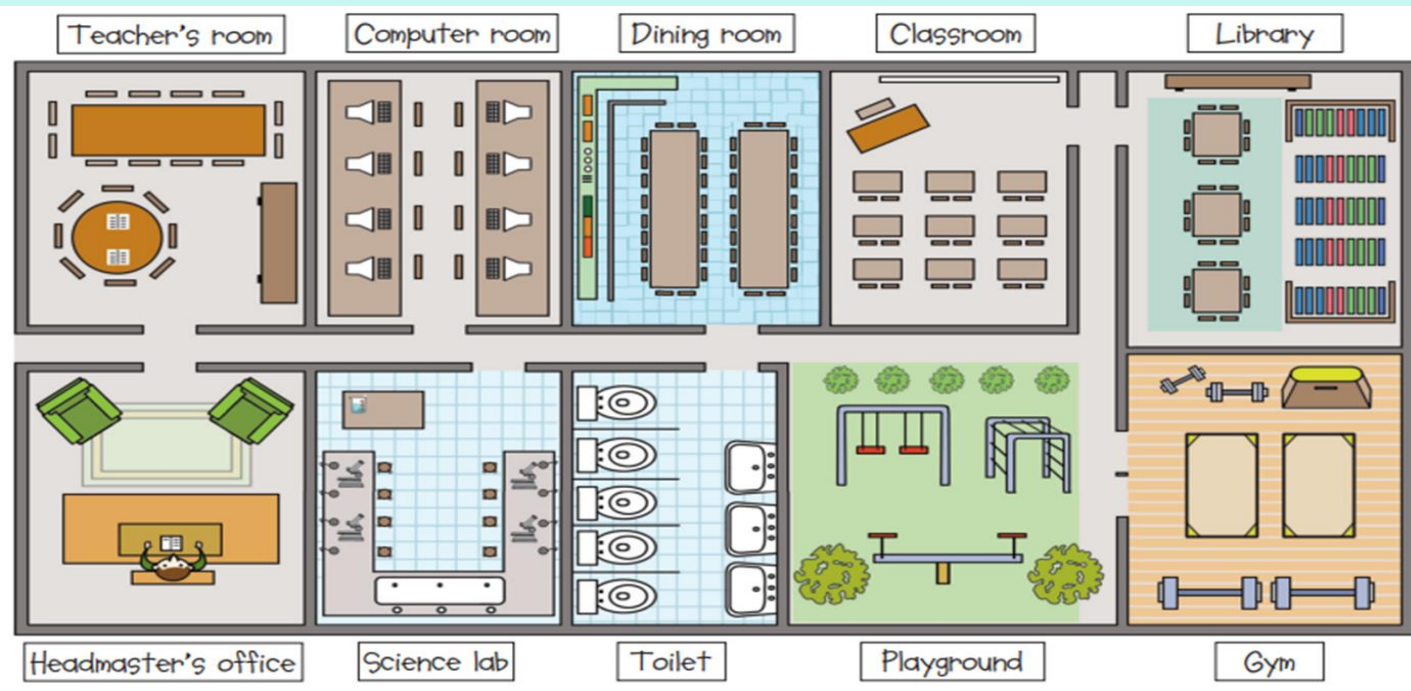 Teacher's room
Computer room
Dining room
Classroom
Library
Headmaster's office
Science lab
Toilet
Playground
Gym